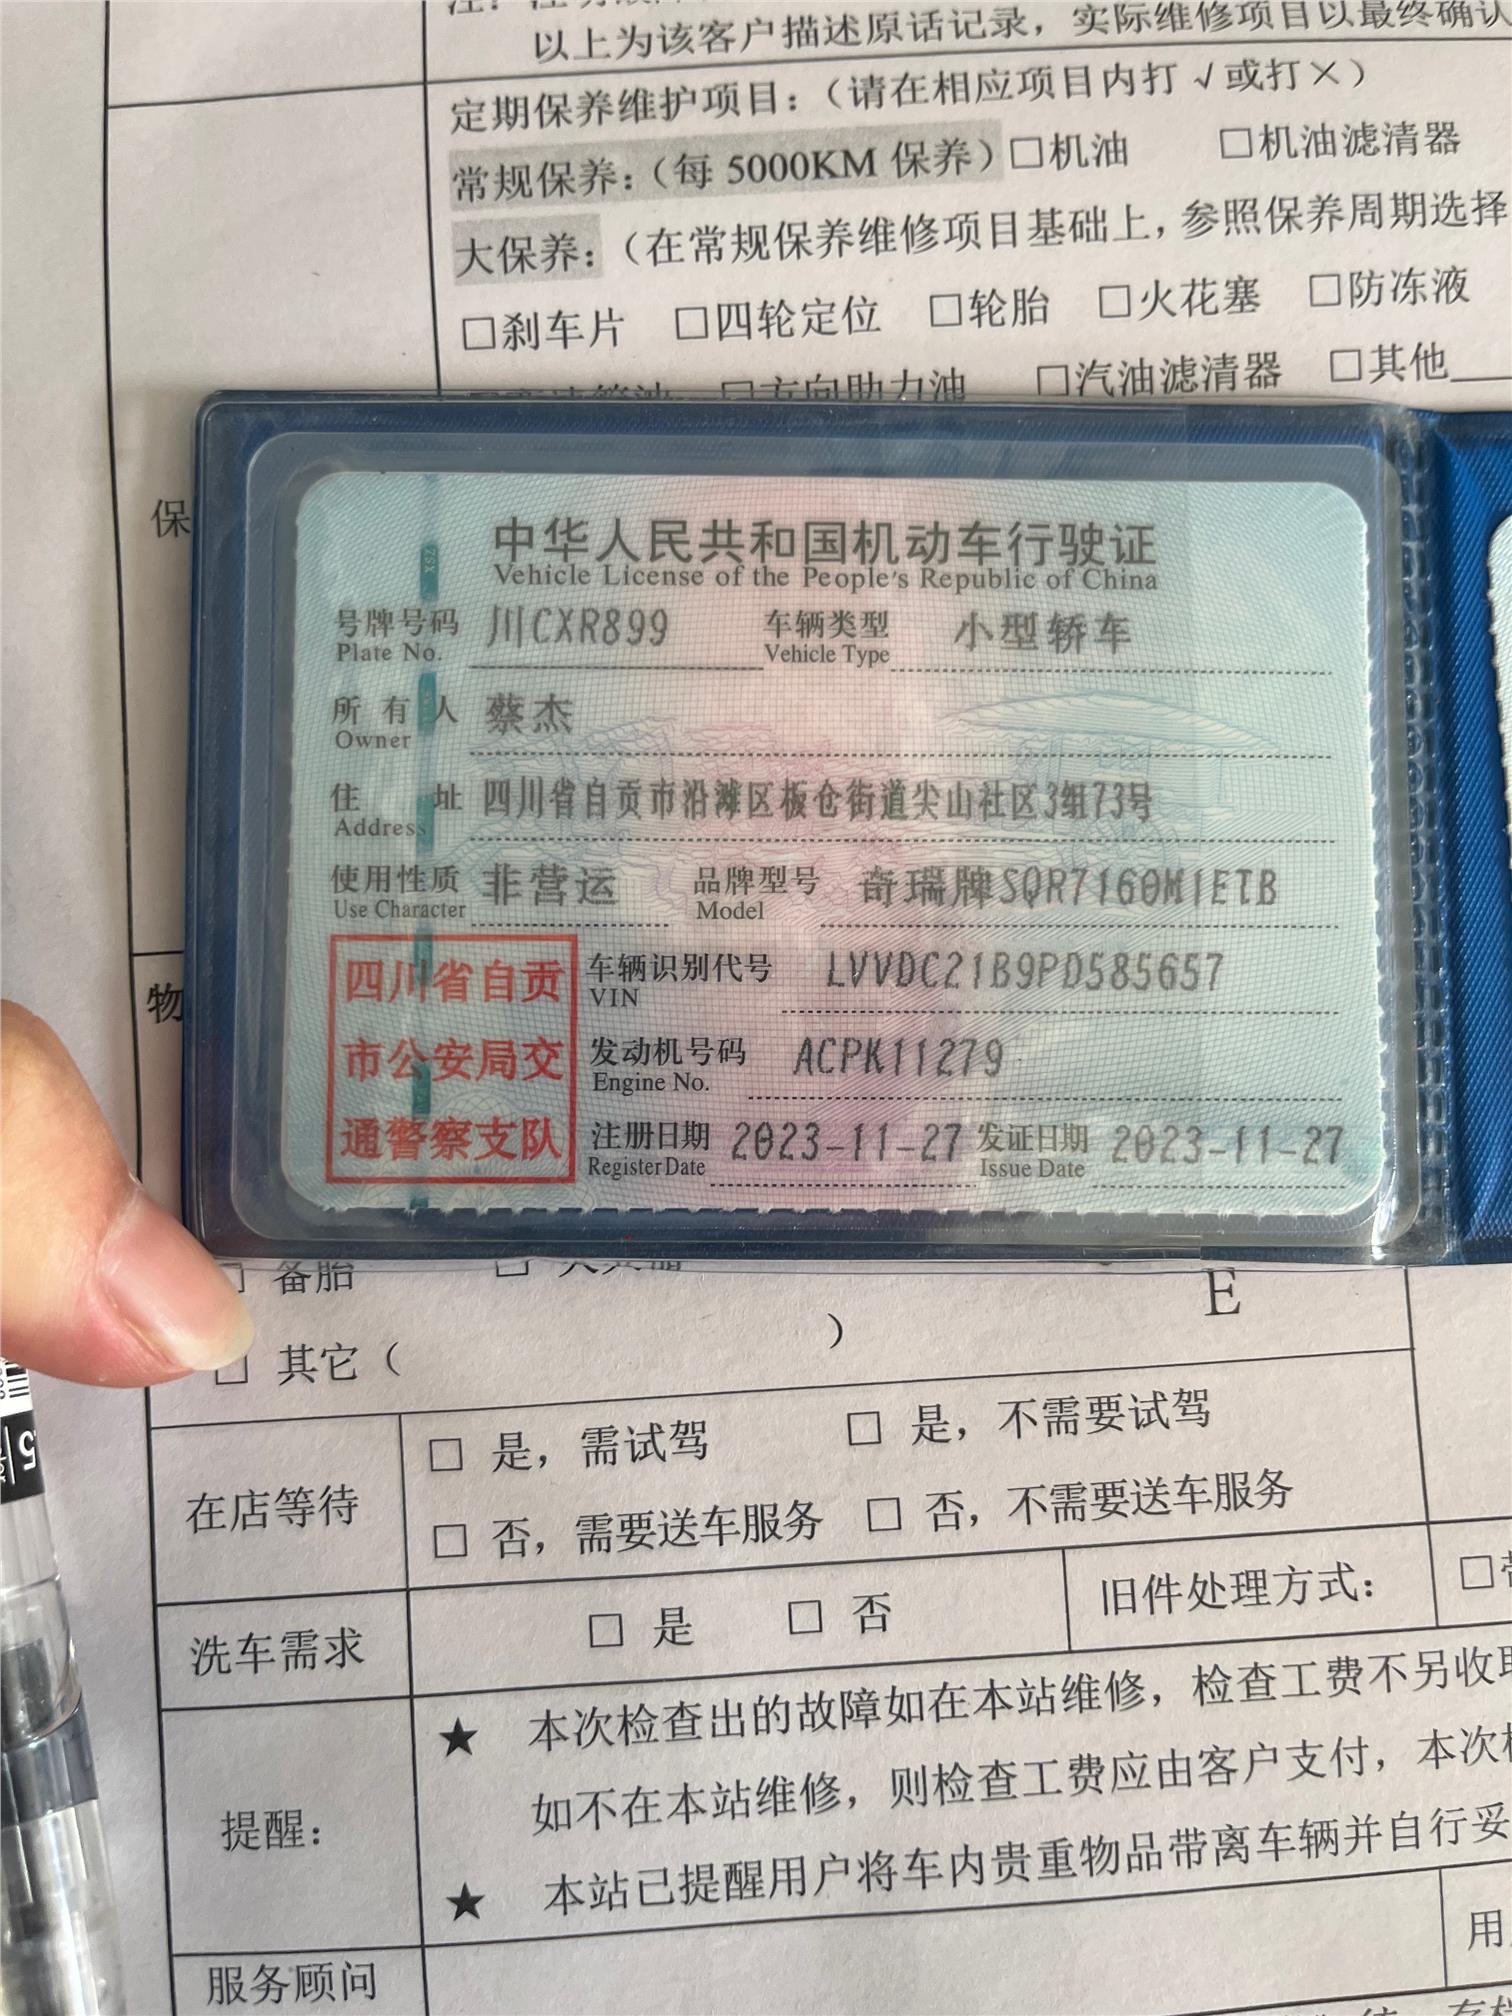 以上为该客户描述原话记录，实际维修项目以最终确认
定期保养维护项目：（请在相应项目内打√或打×）
常规保养：（每 5000KM 保养）□机油 □机油滤清器
大保养：（在常规保养维修项目基础上，参照保养周期选择
□刹车片 □四轮定位 □轮胎 □火花塞 □防冻液
□方向助力油 □汽油滤清器 □其他
保
中华人民共和国机动车行驶证
Vehicle License of the People's Republic of China
号牌号码 川CXR899 车辆类型 小型轿车
Plate No. Vehicle Type
所有人 蔡杰
Owner
住址 四川省自贡市沿滩区板仓街道尖山社区3组73号
Address
使用性质 非营运 品牌型号 奇瑞牌SQR7160M1ETB
Use Character Model
四川省自贡
市公安局交
通警察支队
车辆识别代号 LVVDC21B9PD585657
VIN
发动机号码 ACPK11279
Engine No.
注册日期 2023-11-27 发证日期 2023-11-27
Register Date Issue Date
物
□ 备胎
E
□ 其它（ ）
在店等待
□ 是，需试驾 □ 是，不需要试驾
□ 否，需要送车服务 □ 否，不需要送车服务
洗车需求 □ 是 □ 否 旧件处理方式： □
提醒：
★ 本次检查出的故障如在本站维修，检查工费不另收取
如不在本站维修，则检查工费应由客户支付，本次
★ 本站已提醒用户将车内贵重物品带离车辆并自行妥
服务顾问
用